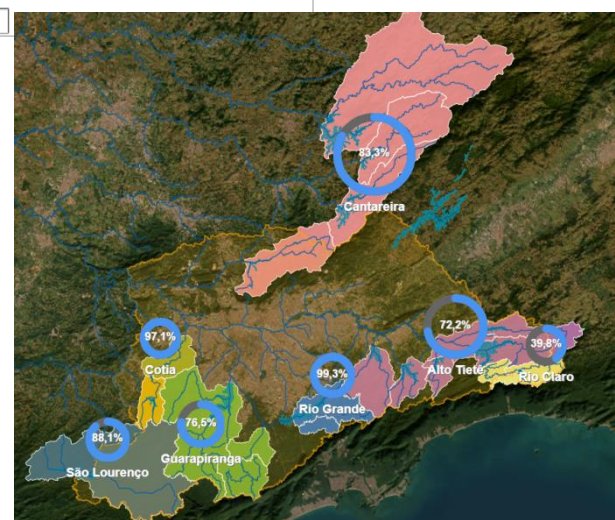 83,3%
Cantareira
97,1%
Cotia
72,2%
Alto Tietê
39,8%
Rio Claro
99,3%
Rio Grande
76,5%
Guarapiranga
88,1%
São Lourenço